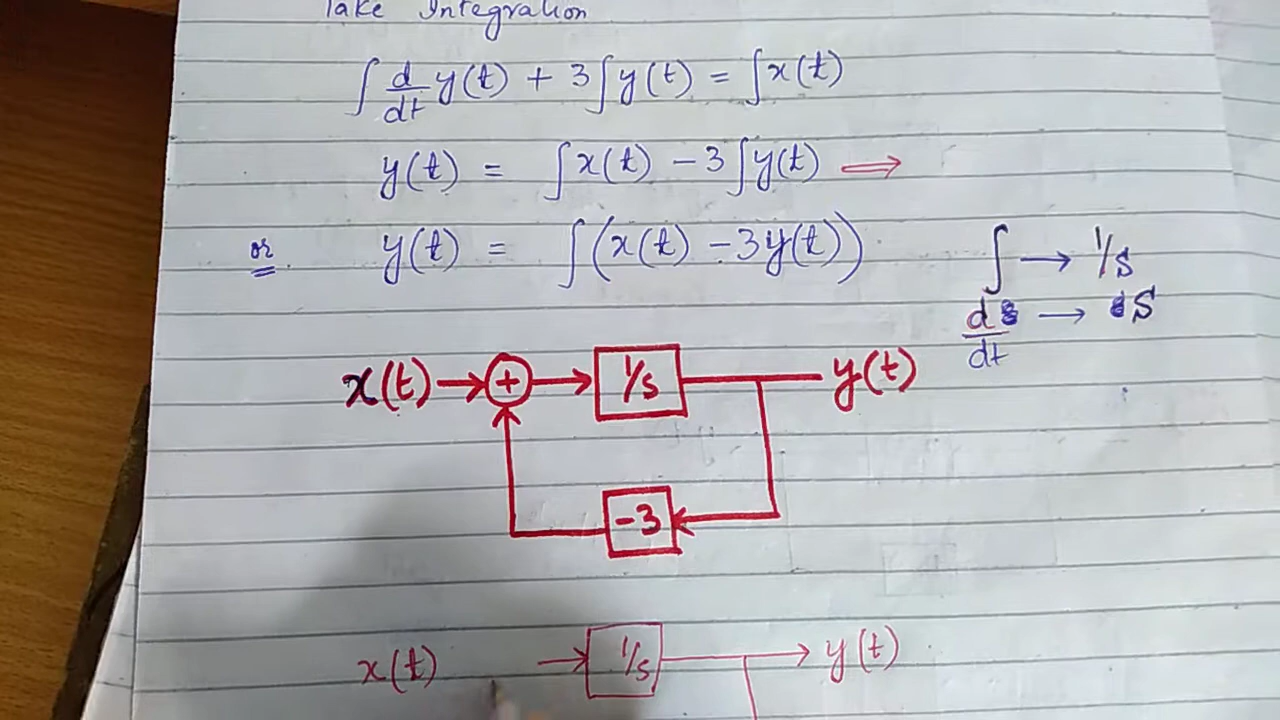 Take Integration
∫ d/dt y(t) + 3∫y(t) = ∫x(t)
y(t) = ∫x(t) - 3∫y(t) ⟹
or y(t) = ∫(x(t) - 3y(t))
∫ → 1/s
d/dt → S
x(t) → + → 1/s y(t)
-3
x(t) → 1/s → y(t)